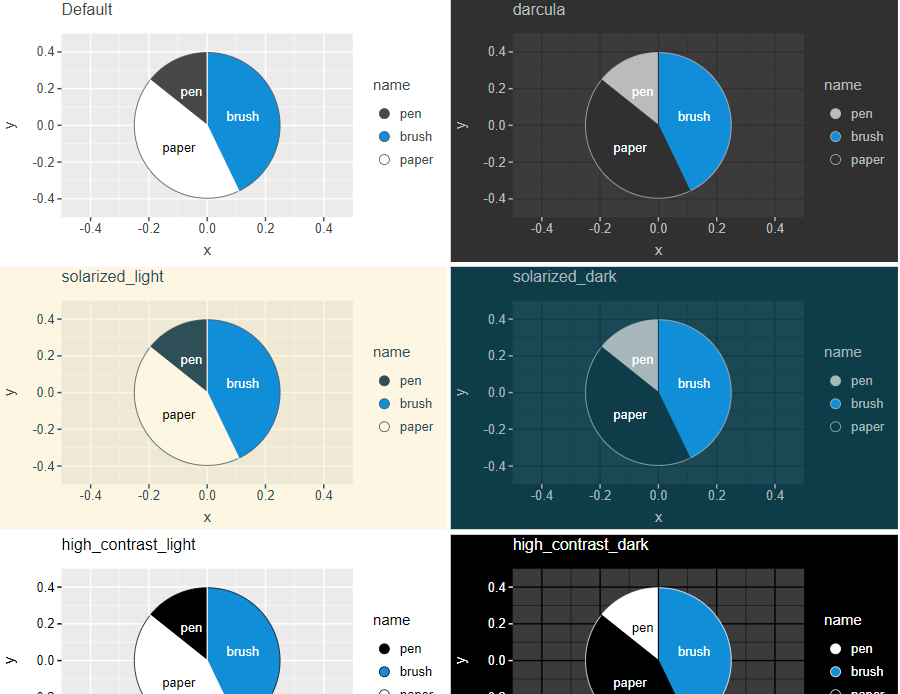 Default
0.4
0.2
0.0
-0.2
-0.4
y
-0.4 -0.2 0.0 0.2 0.4
x
pen
brush
paper
name
pen
brush
paper
darcula
0.4
0.2
0.0
-0.2
-0.4
y
-0.4 -0.2 0.0 0.2 0.4
x
pen
brush
paper
name
pen
brush
paper
solarized_light
0.4
0.2
0.0
-0.2
-0.4
y
-0.4 -0.2 0.0 0.2 0.4
x
pen
brush
paper
name
pen
brush
paper
solarized_dark
0.4
0.2
0.0
-0.2
-0.4
y
-0.4 -0.2 0.0 0.2 0.4
x
pen
brush
paper
name
pen
brush
paper
high_contrast_light
0.4
0.2
0.0
y
pen
brush
paper
name
pen
brush
high_contrast_dark
0.4
0.2
0.0
y
pen
brush
paper
name
pen
brush